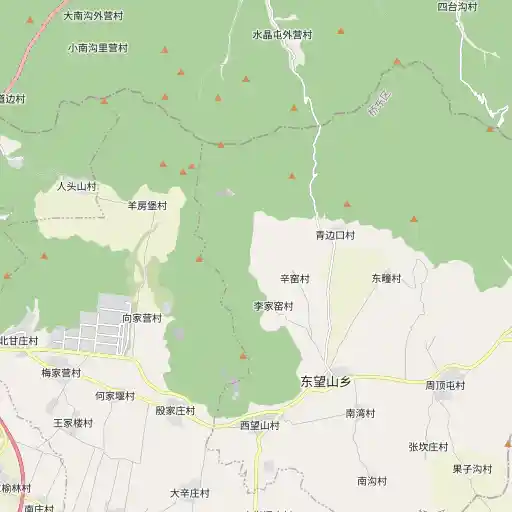 四台沟村
大南沟外营村
水晶屯外营村
小南沟里营村
道边村
桥东区
人头山村
羊房堡村
青边口村
辛窑村
东疃村
李家窑村
向家营村
北甘庄村
梅家营村
东望山乡
周顶屯村
何家堰村
殷家庄村
南湾村
王家楼村
西望山村
张坎庄村
果子沟村
榆林村
南沟村
大辛庄村
南庄村